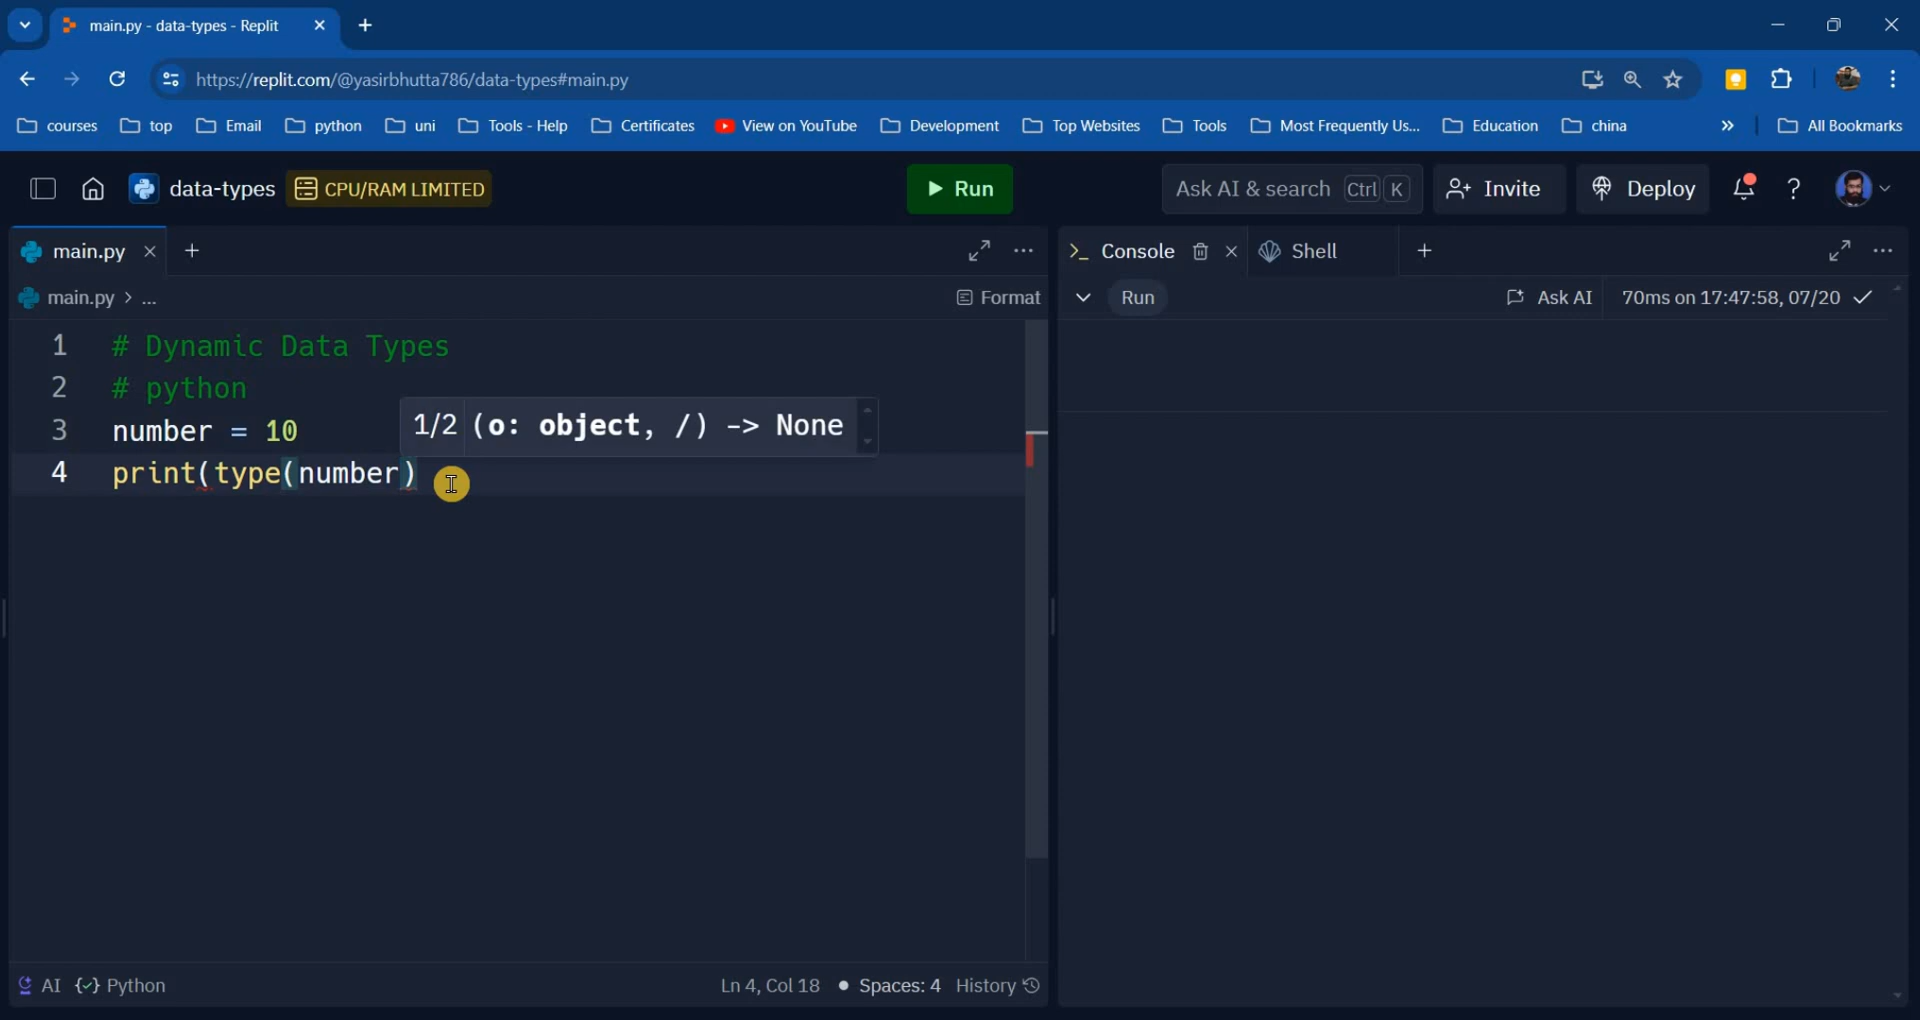 main.py - data-types - Replit
https://replit.com/@yasirbhutta786/data-types#main.py
courses top Email python uni Tools - Help Certificates View on YouTube Development Top Websites Tools Most Frequently Us... Education china » All Bookmarks
data-types CPU/RAM LIMITED Run Ask AI & search Ctrl K Invite Deploy ?
main.py Console Shell
main.py > ... Format Run Ask AI 70ms on 17:47:58, 07/20
1 # Dynamic Data Types
2 # python
3 number = 10
1/2 (o: object, /) -> None
4 print(type(number)
AI Python Ln 4, Col 18 Spaces: 4 History